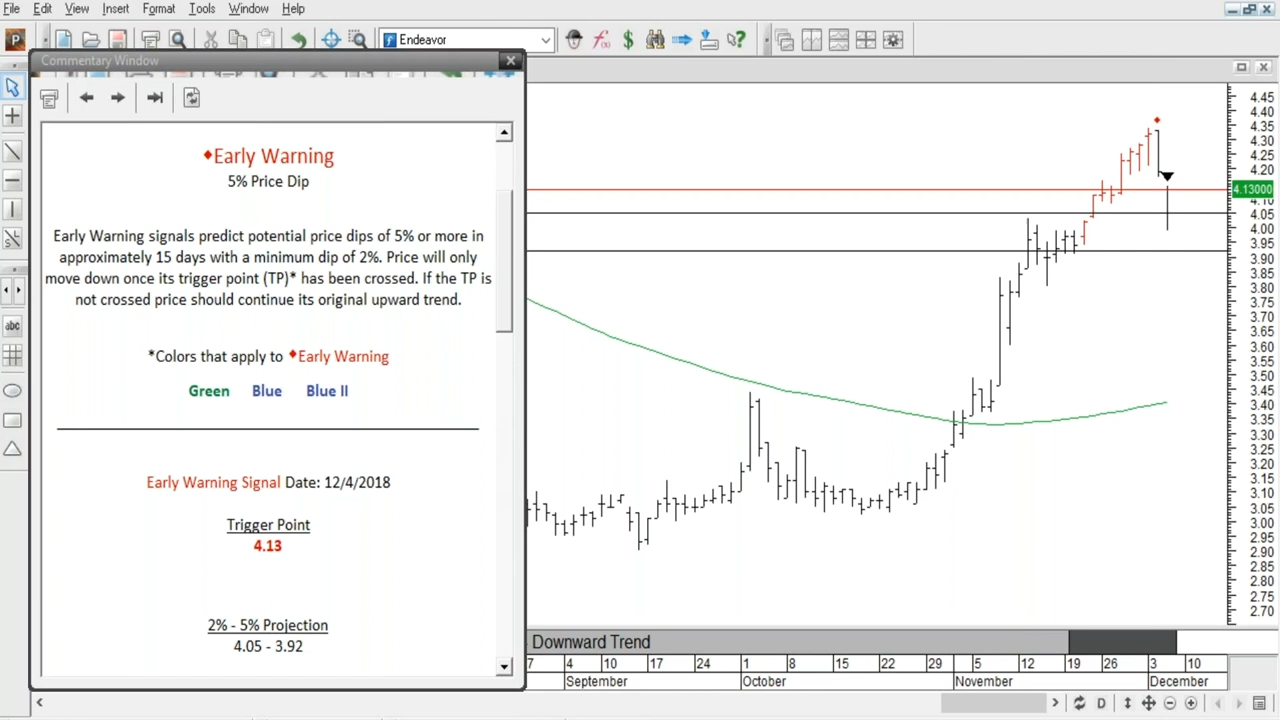 File Edit View Insert Format Tools Window Help
Endeavor
Commentary Window
Early Warning
5% Price Dip
Early Warning signals predict potential price dips of 5% or more in
approximately 15 days with a minimum dip of 2%. Price will only
move down once its trigger point (TP)* has been crossed. If the TP is
not crossed price should continue its original upward trend.
*Colors that apply to Early Warning
Green Blue Blue II
Early Warning Signal Date: 12/4/2018
Trigger Point
4.13
2% - 5% Projection
4.05 - 3.92
abc
4.45
4.40
4.35
4.30
4.25
4.20
4.13000
4.10
4.05
4.00
3.95
3.90
3.85
3.80
3.75
3.70
3.65
3.60
3.55
3.50
3.45
3.40
3.35
3.30
3.25
3.20
3.15
3.10
3.05
3.00
2.95
2.90
2.85
2.80
2.75
2.70
Downward Trend
7 4 10 17 24 1 8 15 22 29 5 12 19 26 3 10
September October November December
D